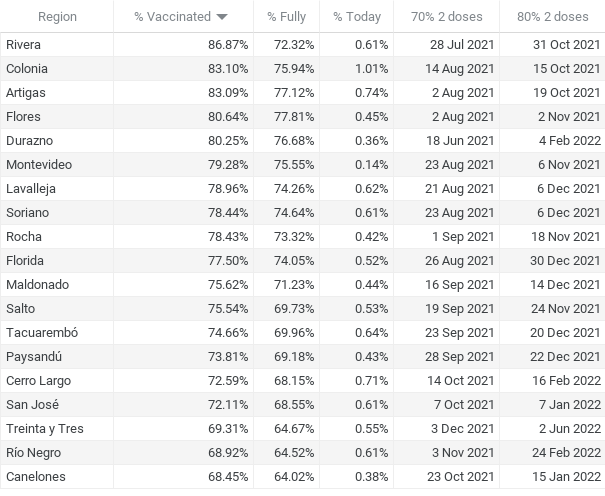 Region % Vaccinated % Fully % Today 70% 2 doses 80% 2 doses
Rivera 86.87% 72.32% 0.61% 28 Jul 2021 31 Oct 2021
Colonia 83.10% 75.94% 1.01% 14 Aug 2021 15 Oct 2021
Artigas 83.09% 77.12% 0.74% 2 Aug 2021 19 Oct 2021
Flores 80.64% 77.81% 0.45% 2 Aug 2021 2 Nov 2021
Durazno 80.25% 76.68% 0.36% 18 Jun 2021 4 Feb 2022
Montevideo 79.28% 75.55% 0.14% 23 Aug 2021 6 Nov 2021
Lavalleja 78.96% 74.26% 0.62% 21 Aug 2021 6 Dec 2021
Soriano 78.44% 74.64% 0.61% 23 Aug 2021 6 Dec 2021
Rocha 78.43% 73.32% 0.42% 1 Sep 2021 18 Nov 2021
Florida 77.50% 74.05% 0.52% 26 Aug 2021 30 Dec 2021
Maldonado 75.62% 71.23% 0.44% 16 Sep 2021 14 Dec 2021
Salto 75.54% 69.73% 0.53% 19 Sep 2021 24 Nov 2021
Tacuarembó 74.66% 69.96% 0.64% 23 Sep 2021 20 Dec 2021
Paysandú 73.81% 69.18% 0.43% 28 Sep 2021 22 Dec 2021
Cerro Largo 72.59% 68.15% 0.71% 14 Oct 2021 16 Feb 2022
San José 72.11% 68.55% 0.61% 7 Oct 2021 7 Jan 2022
Treinta y Tres 69.31% 64.67% 0.55% 3 Dec 2021 2 Jun 2022
Río Negro 68.92% 64.52% 0.61% 3 Nov 2021 24 Feb 2022
Canelones 68.45% 64.02% 0.38% 23 Oct 2021 15 Jan 2022